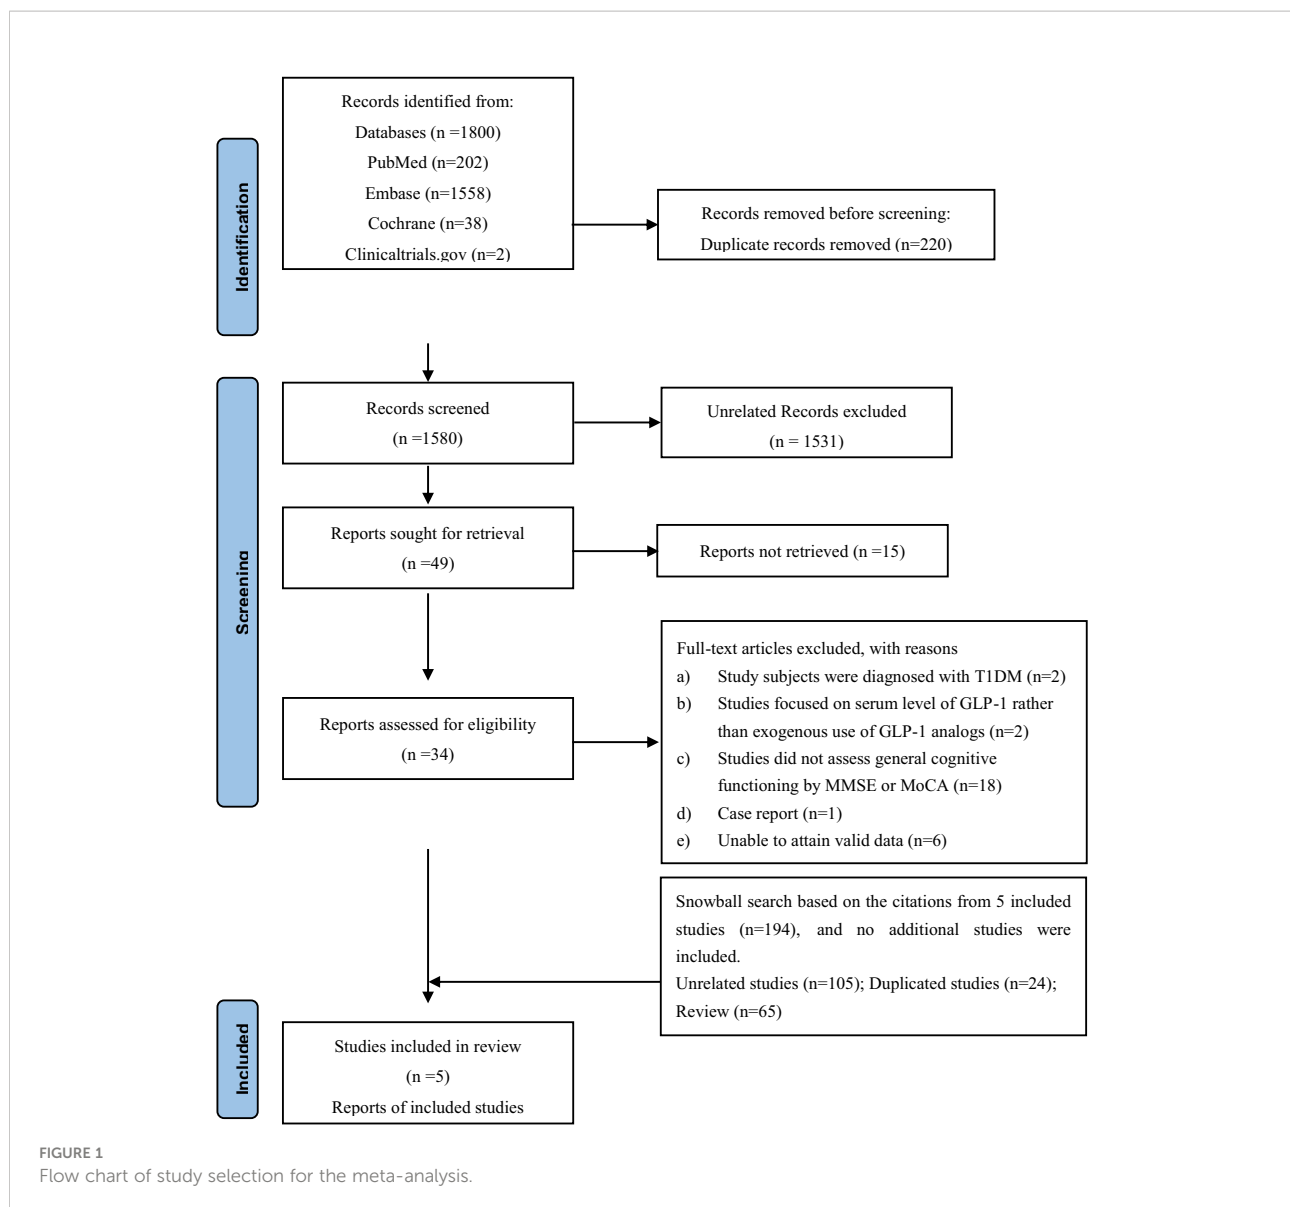 Identification
Records identified from:
Databases (n =1800)
PubMed (n=202)
Embase (n=1558)
Cochrane (n=38)
Clinicaltrials.gov (n=2)
Records removed before screening:
Duplicate records removed (n=220)
Screening
Records screened
(n =1580)
Unrelated Records excluded
(n = 1531)
Reports sought for retrieval
(n =49)
Reports not retrieved (n =15)
Reports assessed for eligibility
(n =34)
Full-text articles excluded, with reasons
a) Study subjects were diagnosed with T1DM (n=2)
b) Studies focused on serum level of GLP-1 rather
than exogenous use of GLP-1 analogs (n=2)
c) Studies did not assess general cognitive
functioning by MMSE or MoCA (n=18)
d) Case report (n=1)
e) Unable to attain valid data (n=6)
Snowball search based on the citations from 5 included
studies (n=194), and no additional studies were
included.
Unrelated studies (n=105); Duplicated studies (n=24);
Review (n=65)
Included
Studies included in review
(n =5)
Reports of included studies
FIGURE 1
Flow chart of study selection for the meta-analysis.